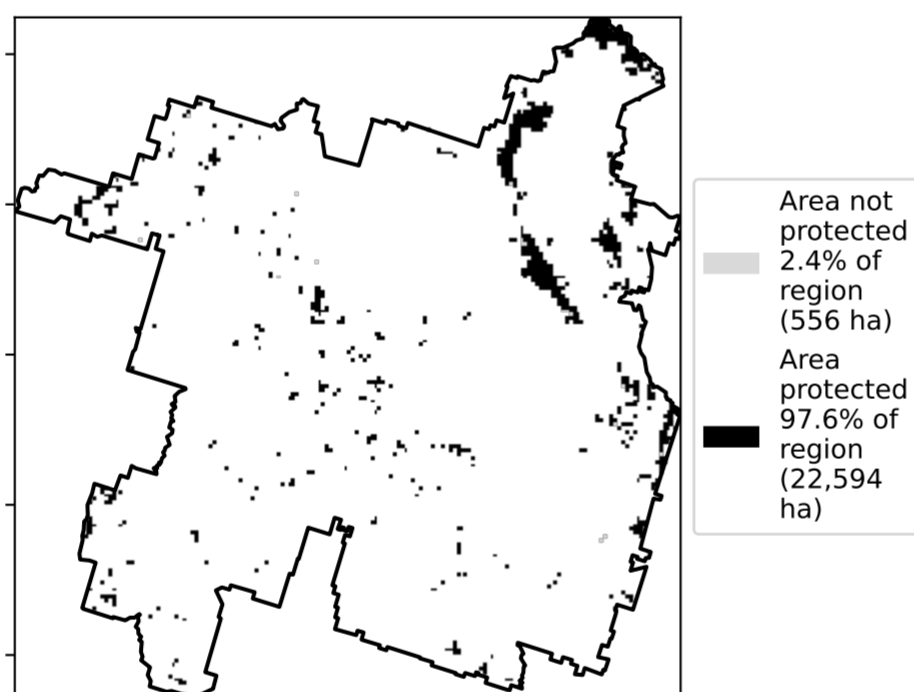 Area not
protected
2.4% of
region
(556 ha)
Area
protected
97.6% of
region
(22,594
ha)